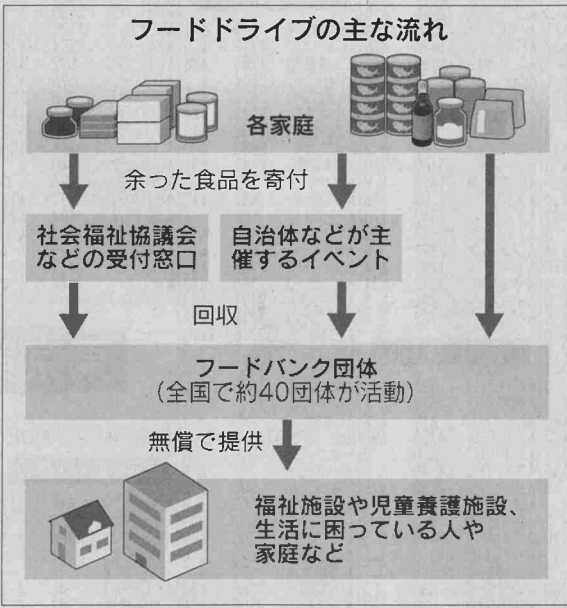 フードドライブの主な流れ
各家庭
余った食品を寄付
社会福祉協議会
などの受付窓口
自治体などが主
催するイベント
回収
フードバンク団体
（全国で約40団体が活動）
無償で提供
福祉施設や児童養護施設、
生活に困っている人や
家庭など